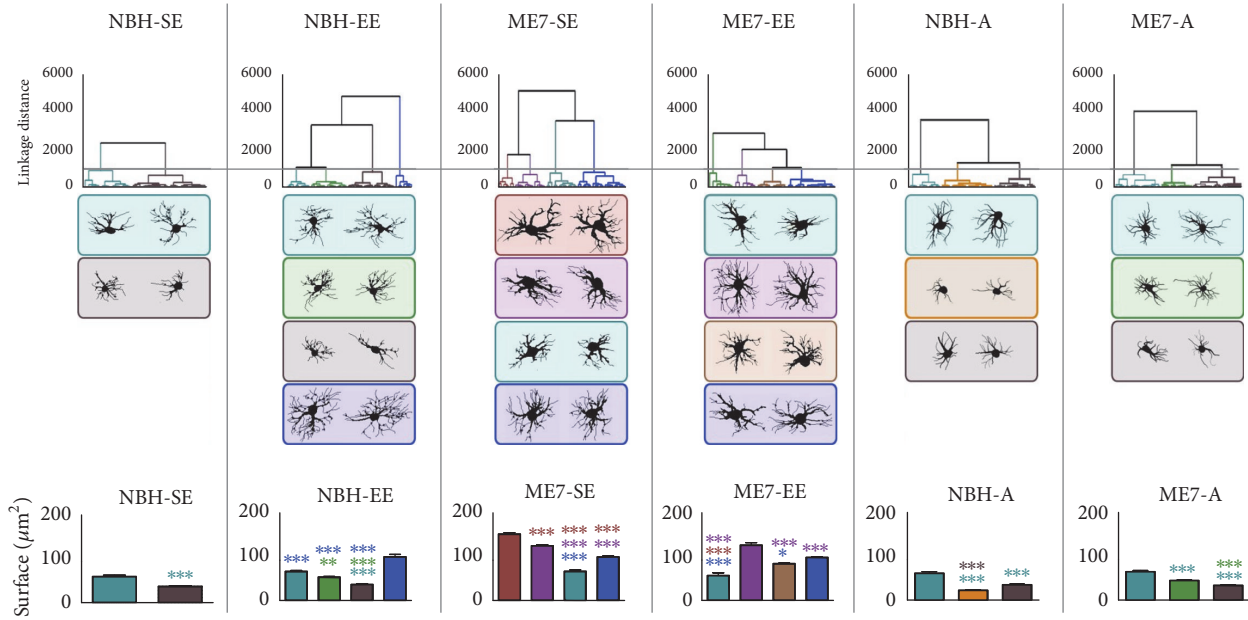 NBH-SE NBH-EE ME7-SE ME7-EE NBH-A ME7-A
Linkage distance
6000 6000 6000 6000 6000 6000
4000 4000 4000 4000 4000 4000
2000 2000 2000 2000 2000 2000
0 0 0 0 0 0
NBH-SE NBH-EE ME7-SE ME7-EE NBH-A ME7-A
Surface (μm²)
200 200 200 200 200 200
100 100 100 100 100 100
0 0 0 0 0 0
*** *** *** *** *** *** *** *** *** *** *** ***
*** ** *** *** *** *** * *** ***
*** *** ***